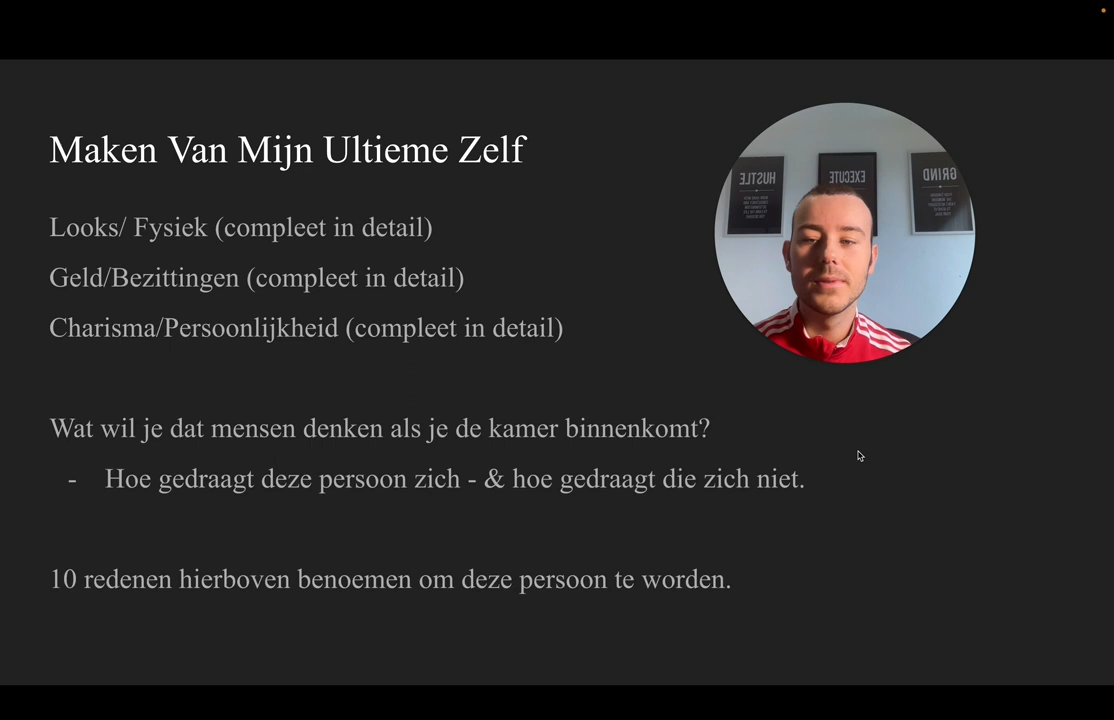 Maken Van Mijn Ultieme Zelf
Looks/ Fysiek (compleet in detail)
Geld/Bezittingen (compleet in detail)
Charisma/Persoonlijkheid (compleet in detail)
Wat wil je dat mensen denken als je de kamer binnenkomt?
- Hoe gedraagt deze persoon zich - & hoe gedraagt die zich niet.
10 redenen hierboven benoemen om deze persoon te worden.
HUSTLE
EXECUTE
GRIND